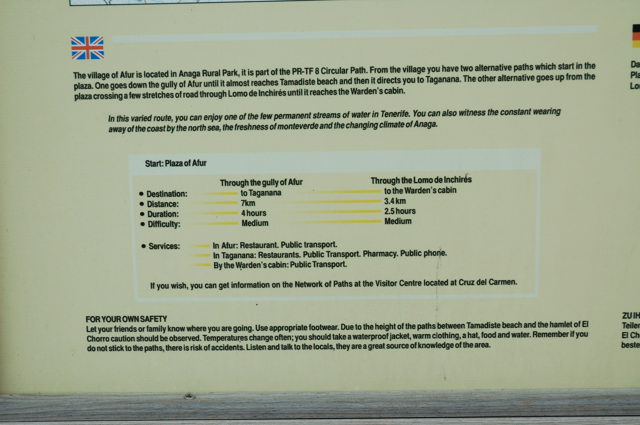 The village of Afur is located in Anaga Rural Park, it is part of the PR-TF 8 Circular Path. From the village you have two alternative paths which start in the
plaza. One goes down the gully of Afur until it almost reaches Tamadiste beach and then it directs you to Taganana. The other alternative goes up from the
plaza crossing a few stretches of road through Lomo de Inchirés until it reaches the Warden's cabin.
In this varied route, you can enjoy one of the few permanent streams of water in Tenerife. You can also witness the constant wearing
away of the coast by the north sea, the freshness of monteverde and the changing climate of Anaga.
Start: Plaza of Afur
Through the gully of Afur Through the Lomo de Inchirés
• Destination: to Taganana to the Warden's cabin
• Distance: 7km 3.4 km
• Duration: 4 hours 2.5 hours
• Difficulty: Medium Medium
• Services: In Afur: Restaurant. Public transport.
In Taganana: Restaurants. Public Transport. Pharmacy. Public phone.
By the Warden's cabin: Public Transport.
If you wish, you can get information on the Network of Paths at the Visitor Centre located at Cruz del Carmen.
FOR YOUR OWN SAFETY
Let your friends or family know where you are going. Use appropriate footwear. Due to the height of the paths between Tamadiste beach and the hamlet of El
Chorro caution should be observed. Temperatures change often; you should take a waterproof jacket, warm clothing, a hat, food and water. Remember if you
do not stick to the paths, there is risk of accidents. Listen and talk to the locals, they are a great source of knowledge of the area.
Da
Pla
Lo
ZU IH
Teiler
El Ch
beste